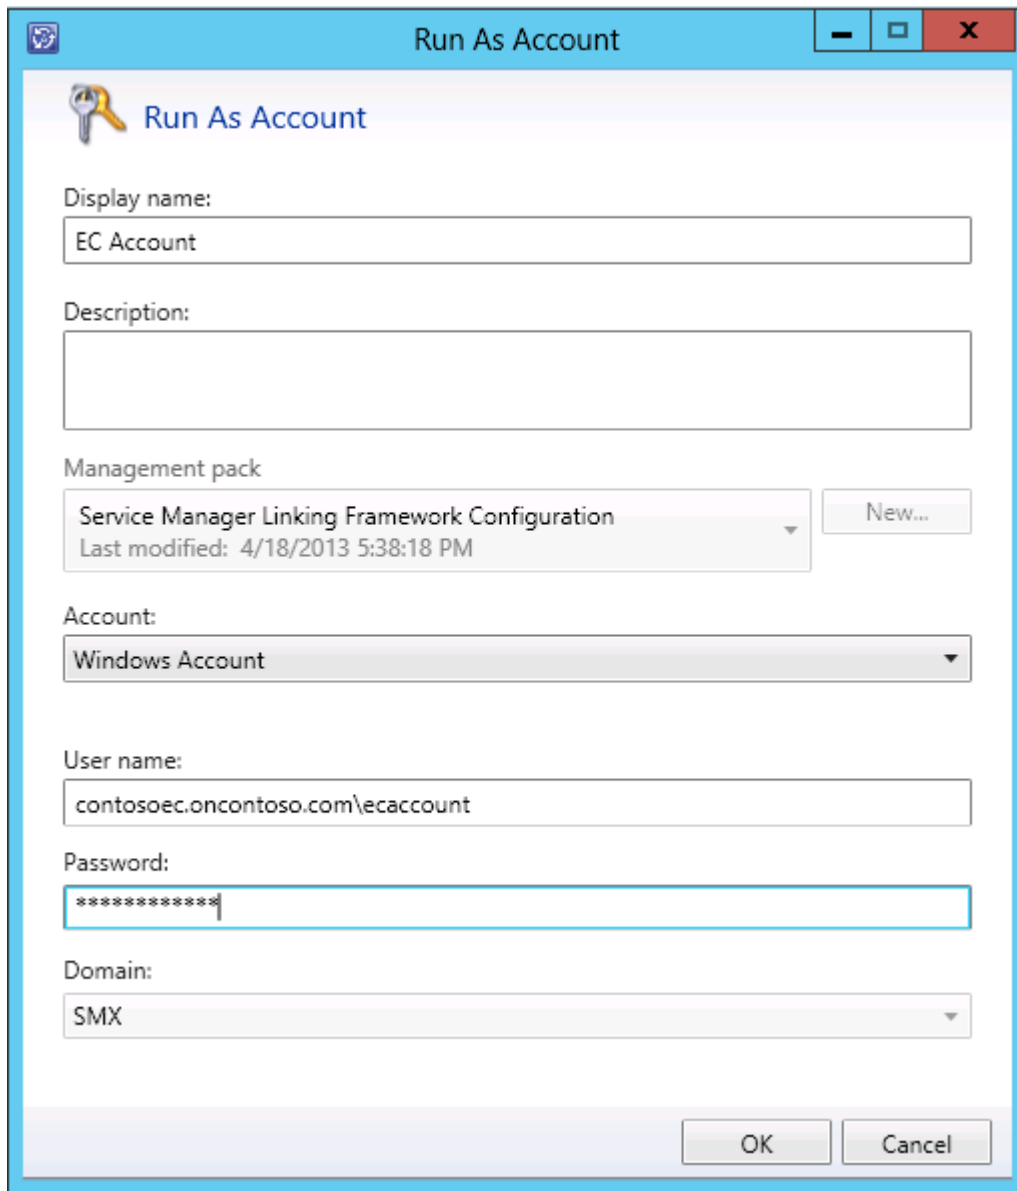 Run As Account
Run As Account
Display name:
EC Account
Description:
Management pack
Service Manager Linking Framework Configuration
Last modified: 4/18/2013 5:38:18 PM
New...
Account:
Windows Account
User name:
contosoec.oncontoso.com\ecaccount
Password:
************
Domain:
SMX
OK
Cancel